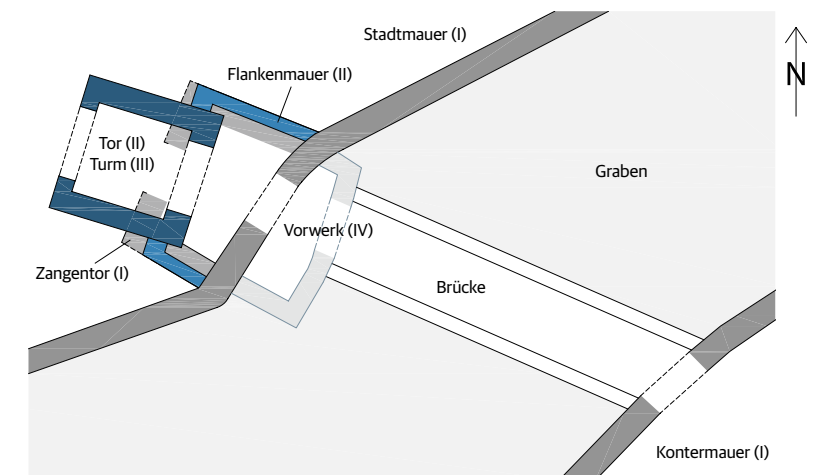 Stadtmauer (I)
N
Flankenmauer (II)
Tor (II)
Turm (III)
Graben
Vorwerk (IV)
Zangentor (I)
Brücke
Kontermauer (I)